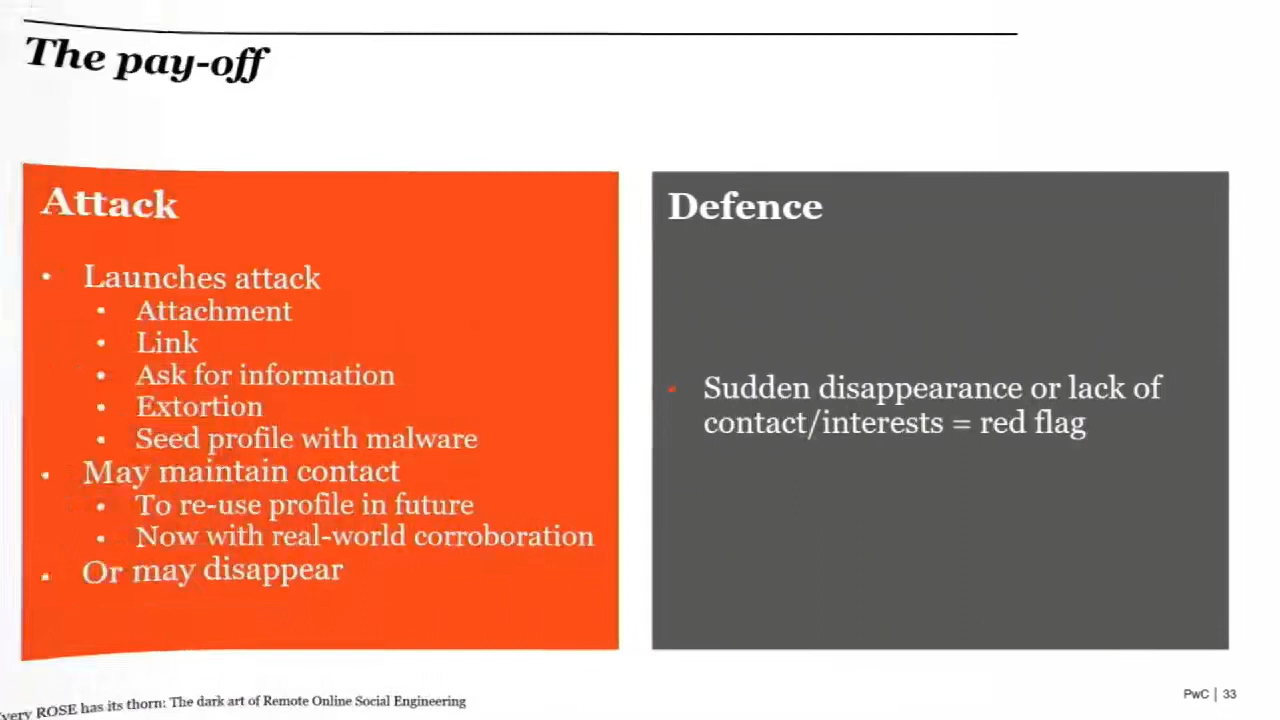 The pay-off
Attack
• Launches attack
• Attachment
• Link
• Ask for information
• Extortion
• Seed profile with malware
• May maintain contact
• To re-use profile in future
• Now with real-world corroboration
• Or may disappear
Defence
• Sudden disappearance or lack of
contact/interests = red flag
very ROSE has its thorn: The dark art of Remote Online Social Engineering
PwC | 33